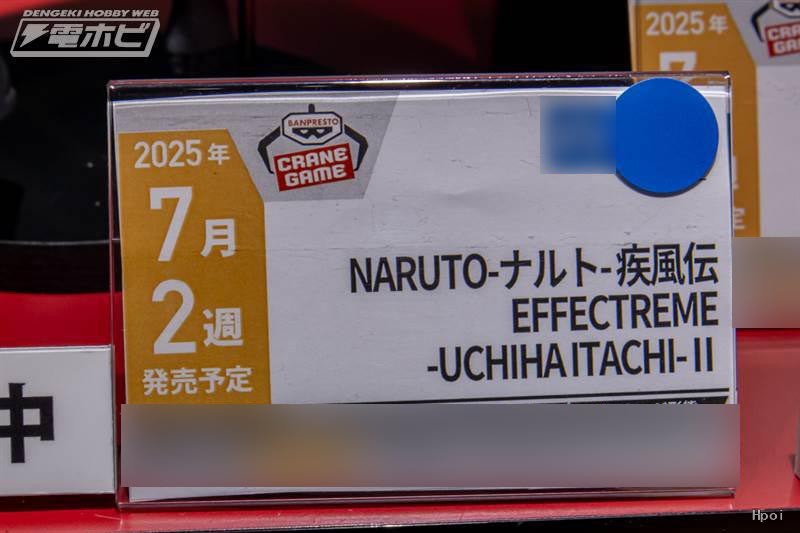 DENGEKI HOBBY WEB
電ホビ
2025年
2025年
7月
2週
発売予定
BANPRESTO
CRANE
GAME
NARUTO-ナルト-疾風伝
EFFECTREME
-UCHIHA ITACHI-II
中
CRANE
GAME
Hpoi